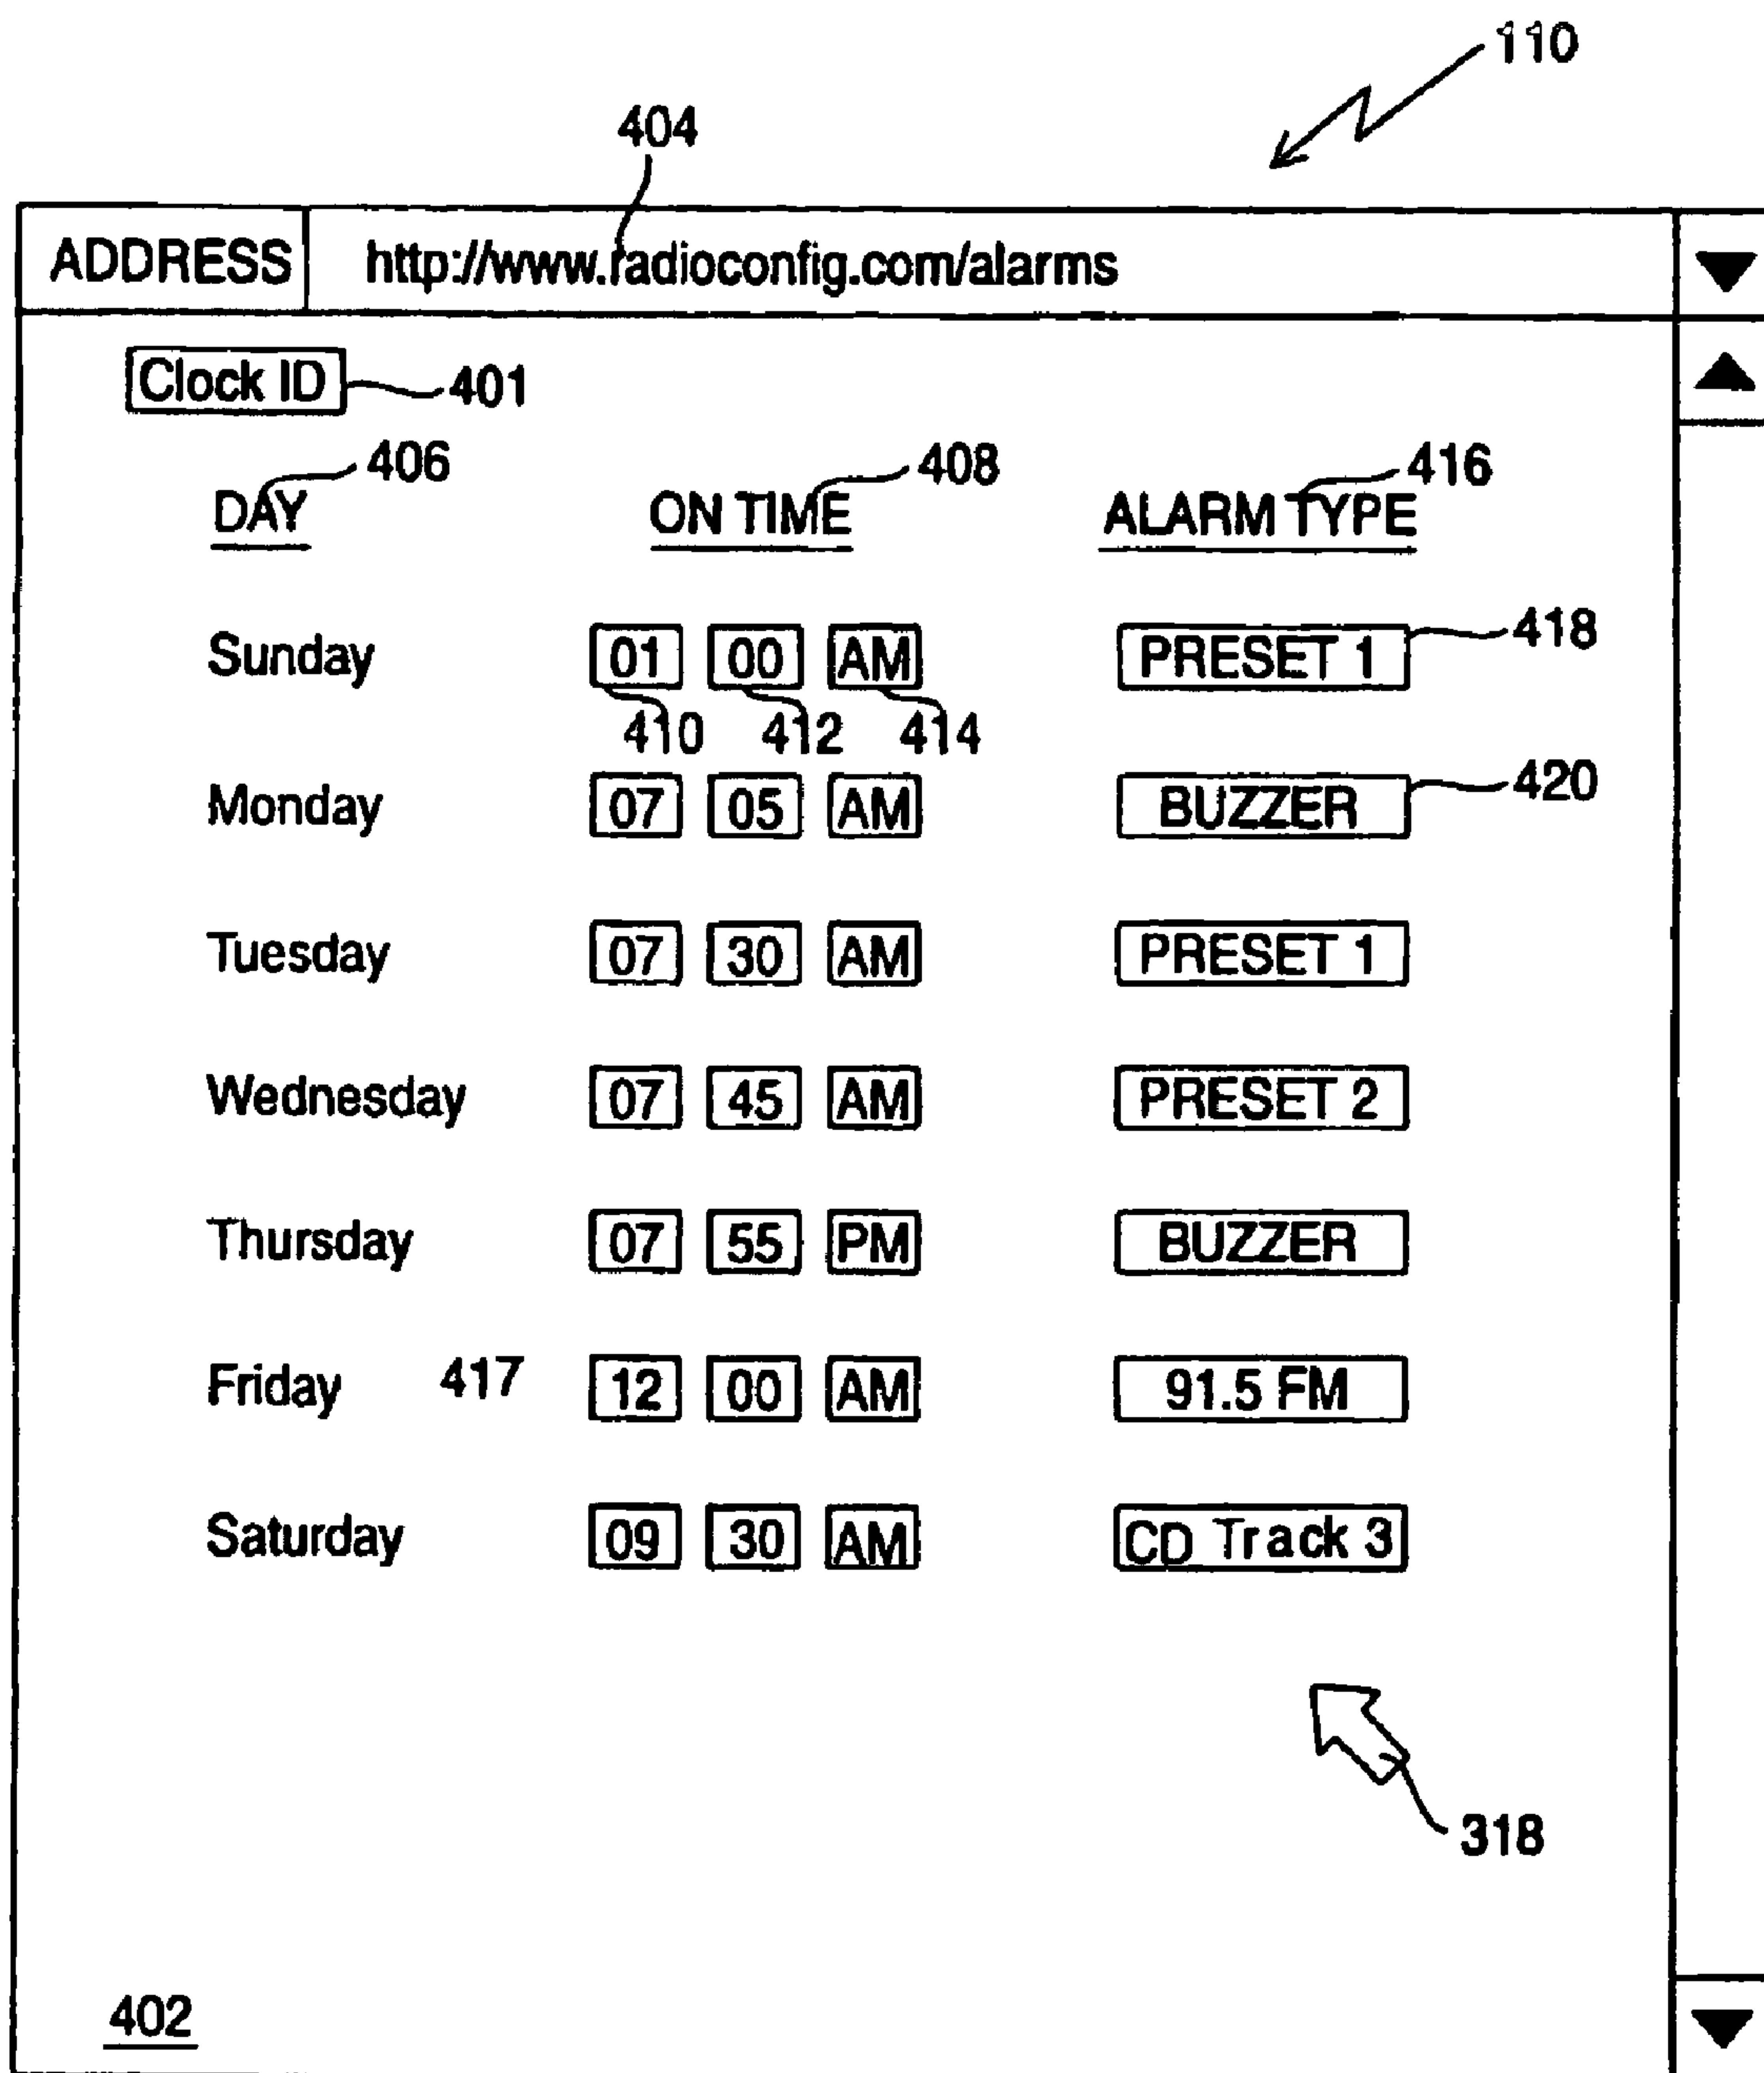 110
404
ADDRESS http://www.radioconfig.com/alarms
Clock ID 401
406 408 416
DAY ON TIME ALARM TYPE
Sunday 01 00 AM PRESET 1 418
410 412 414
Monday 07 05 AM BUZZER 420
Tuesday 07 30 AM PRESET 1
Wednesday 07 45 AM PRESET 2
Thursday 07 55 PM BUZZER
Friday 417 12 00 AM 91.5 FM
Saturday 09 30 AM CD Track 3
318
402